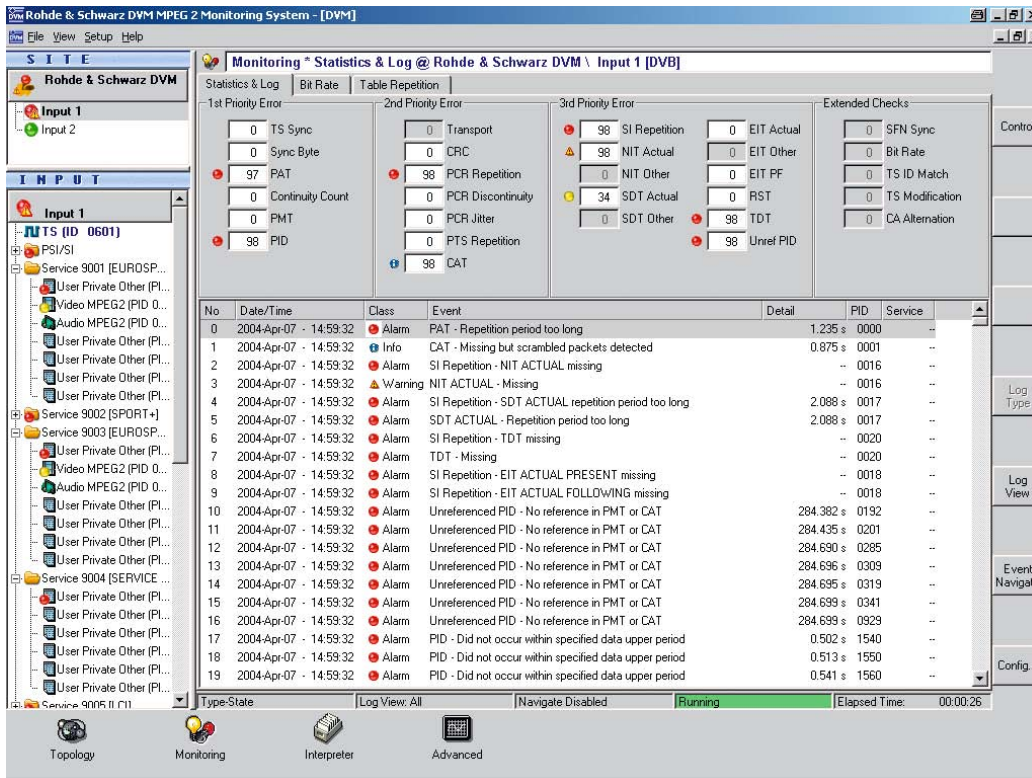 Rohde & Schwarz DVM MPEG 2 Monitoring System - [DVM]
File View Setup Help
SITE
Rohde & Schwarz DVM
Input 1
Input 2
INPUT
Input 1
TS (ID 0601)
PSI/SI
Service 9001 [EUROSP...
User Private Other (PI...
Video MPEG2 (PID 0...
Audio MPEG2 (PID 0...
User Private Other (PI...
User Private Other (PI...
User Private Other (PI...
User Private Other (PI...
Service 9002 [SPORT+]
Service 9003 [EUROSP...
User Private Other (PI...
Video MPEG2 (PID 0...
Audio MPEG2 (PID 0...
User Private Other (PI...
User Private Other (PI...
User Private Other (PI...
User Private Other (PI...
Service 9004 [SERVICE ...
User Private Other (PI...
User Private Other (PI...
User Private Other (PI...
User Private Other (PI...
User Private Other (PI...
User Private Other (PI...
Service 9005 [LCI]
Monitoring * Statistics & Log @ Rohde & Schwarz DVM \ Input 1 [DVB]
Statistics & Log Bit Rate Table Repetition
1st Priority Error
0 TS Sync
0 Sync Byte
97 PAT
0 Continuity Count
0 PMT
98 PID
2nd Priority Error
0 Transport
0 CRC
98 PCR Repetition
0 PCR Discontinuity
0 PCR Jitter
0 PTS Repetition
98 CAT
3rd Priority Error
98 SI Repetition 0 EIT Actual
98 NIT Actual 0 EIT Other
0 NIT Other 0 EIT PF
34 SDT Actual 0 RST
0 SDT Other 98 TDT
98 Unref PID
Extended Checks
0 SFN Sync
0 Bit Rate
0 TS ID Match
0 TS Modification
0 CA Alternation
No Date/Time Class Event Detail PID Service
0 2004-Apr-07 - 14:59:32 Alarm PAT - Repetition period too long 1.235 s 0000 --
1 2004-Apr-07 - 14:59:32 Info CAT - Missing but scrambled packets detected 0.875 s 0001 --
2 2004-Apr-07 - 14:59:32 Alarm SI Repetition - NIT ACTUAL missing -- 0016 --
3 2004-Apr-07 - 14:59:32 Warning NIT ACTUAL - Missing -- 0016 --
4 2004-Apr-07 - 14:59:32 Alarm SI Repetition - SDT ACTUAL repetition period too long 2.088 s 0017 --
5 2004-Apr-07 - 14:59:32 Alarm SDT ACTUAL - Repetition period too long 2.088 s 0017 --
6 2004-Apr-07 - 14:59:32 Alarm SI Repetition - TDT missing -- 0020 --
7 2004-Apr-07 - 14:59:32 Alarm TDT - Missing -- 0020 --
8 2004-Apr-07 - 14:59:32 Alarm SI Repetition - EIT ACTUAL PRESENT missing -- 0018 --
9 2004-Apr-07 - 14:59:32 Alarm SI Repetition - EIT ACTUAL FOLLOWING missing -- 0018 --
10 2004-Apr-07 - 14:59:32 Alarm Unreferenced PID - No reference in PMT or CAT 284.382 s 0192 --
11 2004-Apr-07 - 14:59:32 Alarm Unreferenced PID - No reference in PMT or CAT 284.435 s 0201 --
12 2004-Apr-07 - 14:59:32 Alarm Unreferenced PID - No reference in PMT or CAT 284.690 s 0285 --
13 2004-Apr-07 - 14:59:32 Alarm Unreferenced PID - No reference in PMT or CAT 284.696 s 0309 --
14 2004-Apr-07 - 14:59:32 Alarm Unreferenced PID - No reference in PMT or CAT 284.695 s 0319 --
15 2004-Apr-07 - 14:59:32 Alarm Unreferenced PID - No reference in PMT or CAT 284.699 s 0341 --
16 2004-Apr-07 - 14:59:32 Alarm Unreferenced PID - No reference in PMT or CAT 284.699 s 0929 --
17 2004-Apr-07 - 14:59:32 Alarm PID - Did not occur within specified data upper period 0.502 s 1540 --
18 2004-Apr-07 - 14:59:32 Alarm PID - Did not occur within specified data upper period 0.513 s 1550 --
19 2004-Apr-07 - 14:59:32 Alarm PID - Did not occur within specified data upper period 0.541 s 1560 --
Type-State Log View: All Navigate Disabled Running Elapsed Time: 00:00:26
Contro
Log
Type
Log
View
Event
Navigat
Config.
Topology Monitoring Interpreter Advanced